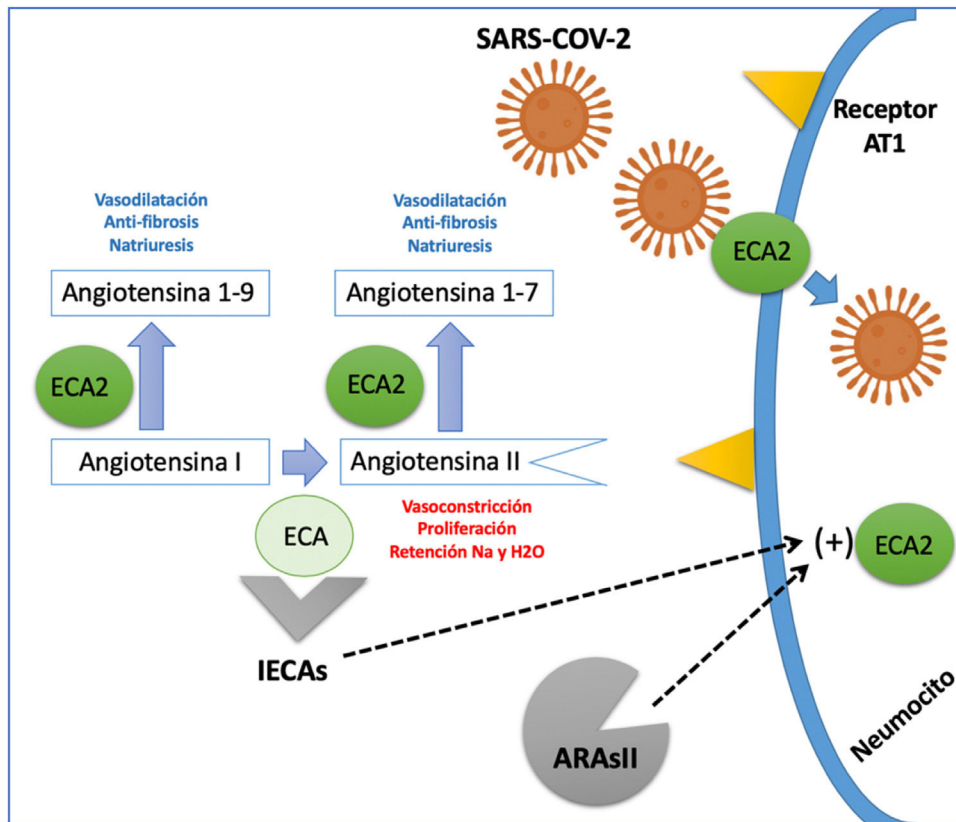 SARS-COV-2
Receptor
AT1
Vasodilatación
Anti-fibrosis
Natriuresis
Vasodilatación
Anti-fibrosis
Natriuresis
ECA2
Angiotensina 1-9
Angiotensina 1-7
ECA2
ECA2
Angiotensina I
Angiotensina II
Vasoconstricción
Proliferación
Retención Na y H2O
ECA
(+)
ECA2
IECAs
ARAsII
Neumocito